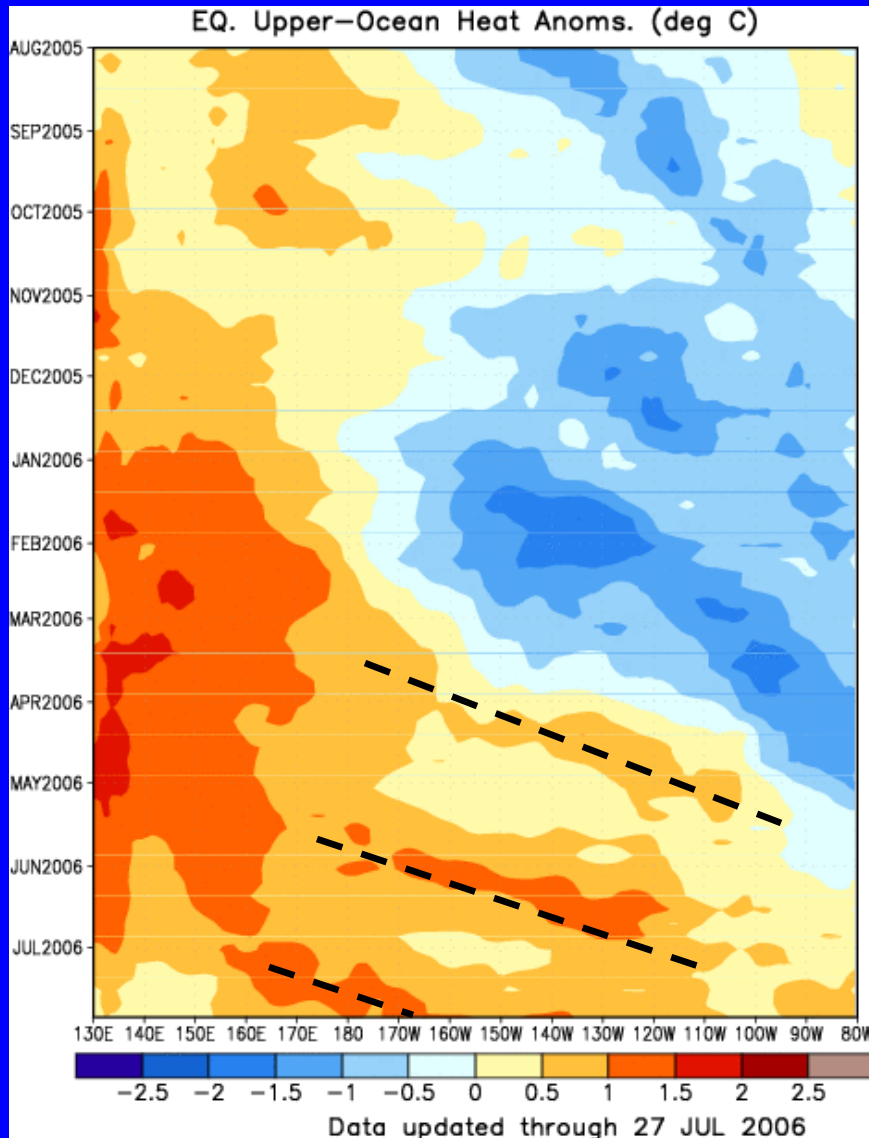 EQ. Upper-Ocean Heat Anoms. (deg C)
AUG2005
SEP2005
OCT2005
NOV2005
DEC2005
JAN2006
FEB2006
MAR2006
APR2006
MAY2006
JUN2006
JUL2006
130E 140E 150E 160E 170E 180 170W 160W 150W 140W 130W 120W 110W 100W 90W 80W
-2.5 -2 -1.5 -1 -0.5 0 0.5 1 1.5 2 2.5
Data updated through 27 JUL 2006